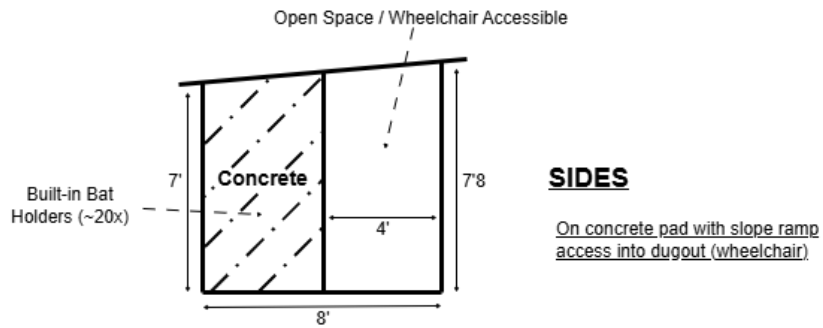 Open Space / Wheelchair Accessible
7'
Concrete
7'8
Built-in Bat
Holders (~20x)
4'
8'
SIDES
On concrete pad with slope ramp
access into dugout (wheelchair)